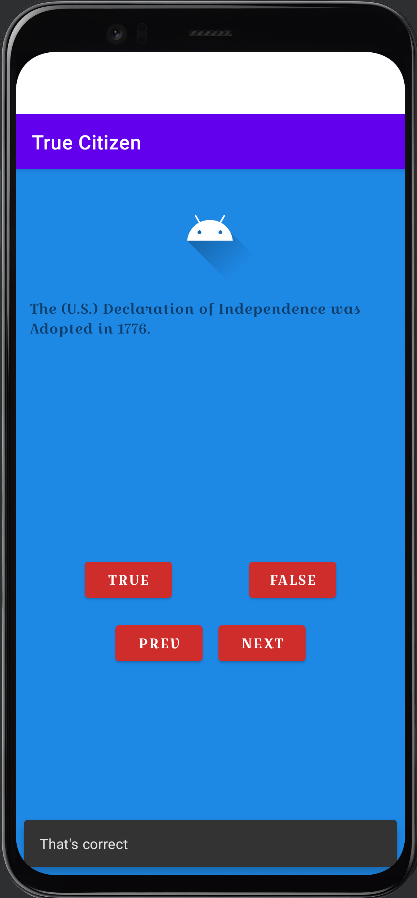 True Citizen
The (U.S.) Declaration of Independence was
Adopted in 1776.
TRUE
FALSE
PREV
NEXT
That's correct